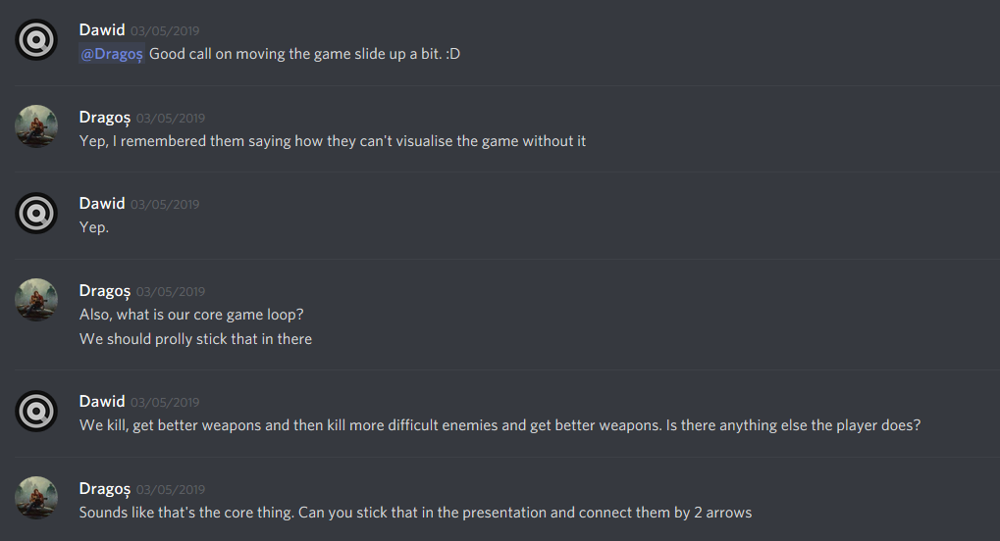 Dawid 03/05/2019
@Dragoș Good call on moving the game slide up a bit. :D
Dragoș 03/05/2019
Yep, I remembered them saying how they can't visualise the game without it
Dawid 03/05/2019
Yep.
Dragoș 03/05/2019
Also, what is our core game loop?
We should prolly stick that in there
Dawid 03/05/2019
We kill, get better weapons and then kill more difficult enemies and get better weapons. Is there anything else the player does?
Dragoș 03/05/2019
Sounds like that's the core thing. Can you stick that in the presentation and connect them by 2 arrows